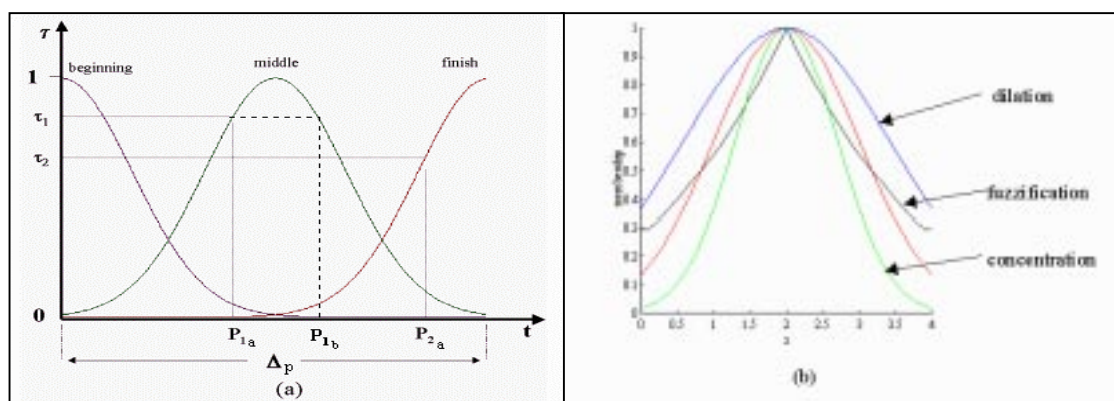 τ
beginning
middle
finish
1
τ1
τ2
0
P1a
P1b
P2a
t
Δp
(a)
1
0.9
0.8
0.7
0.6
0.5
0.4
0.3
0.2
0.1
0
dilation
fuzzification
concentration
0 0.5 1 1.5 2 2.5 3 3.5 4
(b)